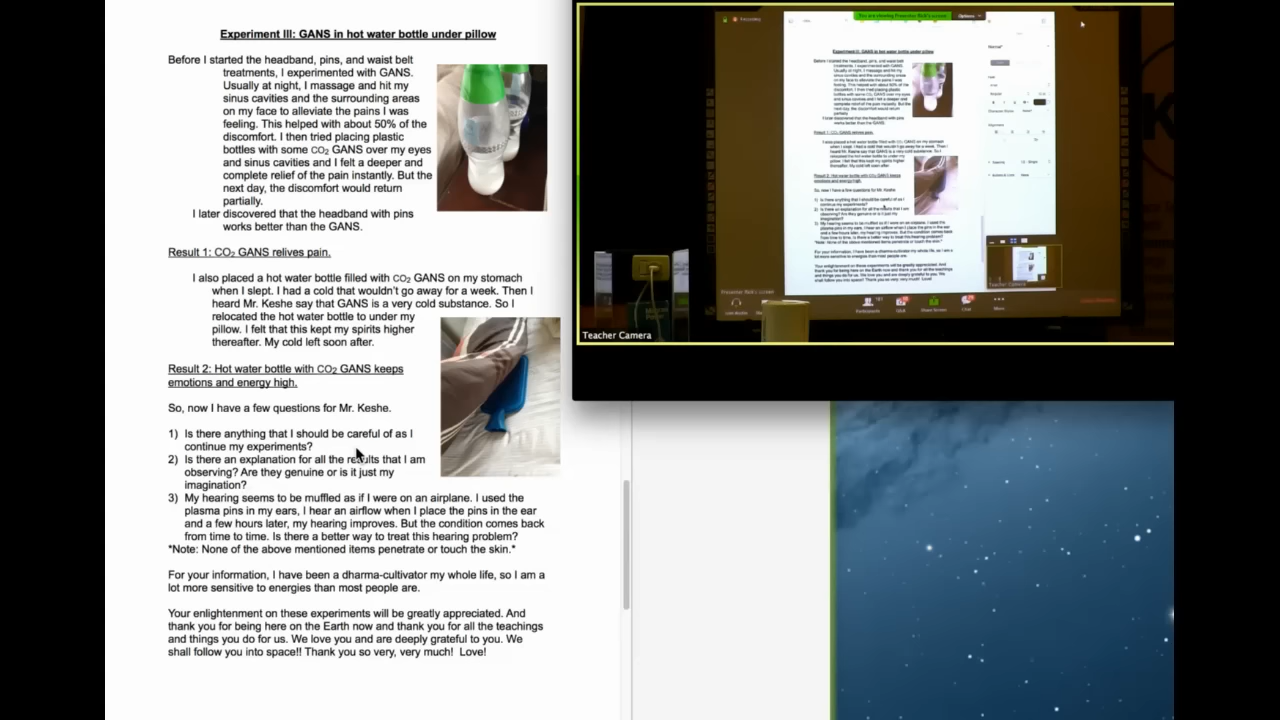 Experiment III: GANS in hot water bottle under pillow
Before I started the headband, pins, and waist belt
treatments, I experimented with GANS.
Usually at night, I massage and hit my
sinus cavities and the surrounding areas
on my face to alleviate the pains I was
feeling. This helped with about 50% of the
discomfort. I then tried placing plastic
bottles with some CO2 GANS over my eyes
and sinus cavities and I felt a deeper and
complete relief of the pain instantly. But the
next day, the discomfort would return
partially.
I later discovered that the headband with pins
works better than the GANS.
Result 1: CO2 GANS relives pain.
I also placed a hot water bottle filled with CO2 GANS on my stomach
when I slept. I had a cold that wouldn't go away for a week. Then I
heard Mr. Keshe say that GANS is a very cold substance. So I
relocated the hot water bottle to under my
pillow. I felt that this kept my spirits higher
thereafter. My cold left soon after.
Result 2: Hot water bottle with CO2 GANS keeps
emotions and energy high.
So, now I have a few questions for Mr. Keshe.
1) Is there anything that I should be careful of as I
continue my experiments?
2) Is there an explanation for all the results that I am
observing? Are they genuine or is it just my
imagination?
3) My hearing seems to be muffled as if I were on an airplane. I used the
plasma pins in my ears, I hear an airflow when I place the pins in the ear
and a few hours later, my hearing improves. But the condition comes back
from time to time. Is there a better way to treat this hearing problem?
*Note: None of the above mentioned items penetrate or touch the skin.*
For your information, I have been a dharma-cultivator my whole life, so I am a
lot more sensitive to energies than most people are.
Your enlightenment on these experiments will be greatly appreciated. And
thank you for being here on the Earth now and thank you for all the teachings
and things you do for us. We love you and are deeply grateful to you. We
shall follow you into space!! Thank you so very, very much! Love!
You are viewing Presenter Rick's screen
Options
Teacher Camera